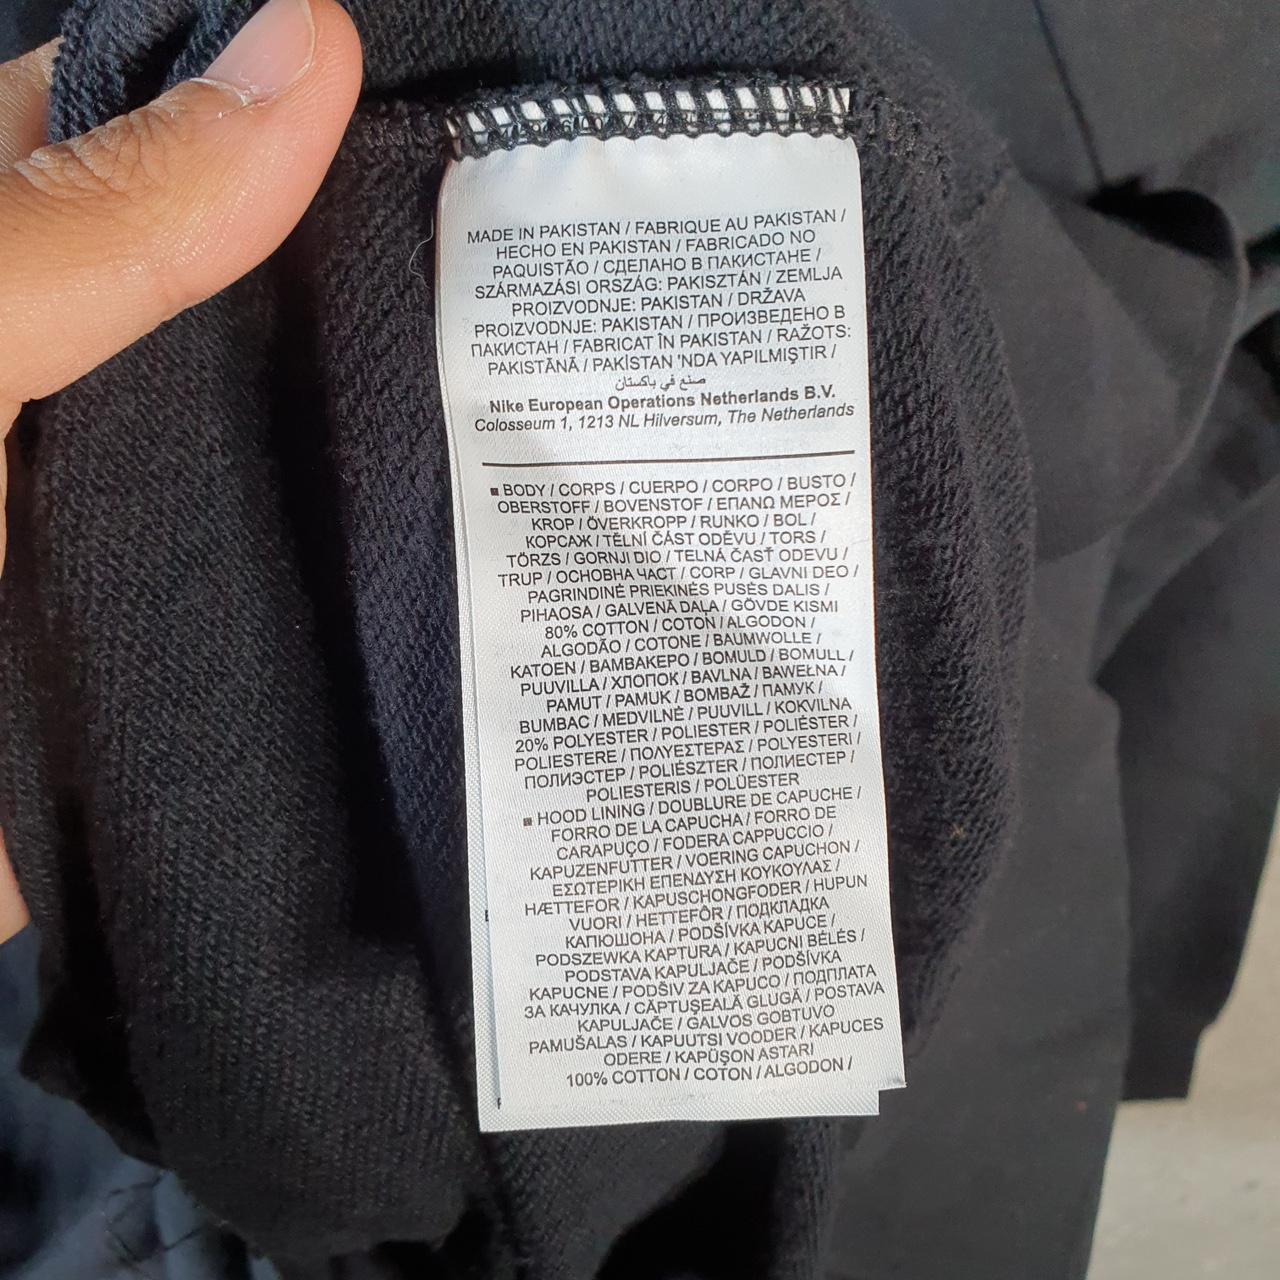 MADE IN PAKISTAN / FABRIQUE AU PAKISTAN /
HECHO EN PAKISTAN / FABRICADO NO
PAQUISTÃO / СДЕЛАНО В ПАКИСТАНЕ /
SZÁRMAZÁSI ORSZÁG: PAKISZTÁN / ZEMLJA
PROIZVODNJE: PAKISTAN / DRŽAVA
PROIZVODNJE: PAKISTAN / ПРОИЗВЕДЕНО В
ПАКИСТАН / FABRICAT ÎN PAKISTAN / RAŽOTS:
PAKISTĀNĀ / PAKİSTAN 'NDA YAPILMIŞTIR /
صنع في باكستان
Nike European Operations Netherlands B.V.
Colosseum 1, 1213 NL Hilversum, The Netherlands
BODY / CORPS / CUERPO / CORPO / BUSTO /
OBERSTOFF / BOVENSTOF / ΕΠΑΝΩ ΜΕΡΟΣ /
KROP / ÖVERKROPP / RUNKO / BOL /
КОРСАЖ / TĚLNÍ ČÁST ODĚVU / TORS /
TÖRZS / GORNJI DIO / TELNÁ ČASŤ ODEVU /
TRUP / ОСНОВНА ЧАСТ / CORP / GLAVNI DEO /
PAGRINDINĖ PRIEKINĖS PUSĖS DALIS /
PIHAOSA / GALVENĀ DAĻA / GÖVDE KISMI
80% COTTON / COTON / ALGODON /
ALGODÃO / COTONE / BAUMWOLLE /
KATOEN / ΒΑΜΒΑΚΕΡΟ / BOMULD / BOMULL /
PUUVILLA / ХЛОПОК / BAVLNA / BAWEŁNA /
PAMUT / PAMUK / BOMBAŽ / ПАМУК /
BUMBAC / MEDVILNĖ / PUUVILL / KOKVILNA
20% POLYESTER / POLIESTER / POLIÉSTER /
POLIESTERE / ΠΟΛΥΕΣΤΕΡΑΣ / POLYESTERI /
ПОЛИЭСТЕР / POLIÉSZTER / ПОЛИЕСТЕР /
POLIESTERIS / POLÜESTER
HOOD LINING / DOUBLURE DE CAPUCHE /
FORRO DE LA CAPUCHA / FORRO DE
CARAPUÇO / FODERA CAPPUCCIO /
KAPUZENFUTTER / VOERING CAPUCHON /
ΕΣΩΤΕΡΙΚΗ ΕΠΕΝΔΥΣΗ ΚΟΥΚΟΥΛΑΣ /
HÆTTEFOR / KAPUSCHONGFODER / HUPUN
VUORI / HETTEFÔR / ПОДКЛАДКА
КАПЮШОНА / PODŠÍVKA KAPUCE /
PODSZEWKA KAPTURA / KAPUCNI BÉLÉS /
PODSTAVA KAPULJAČE / PODŠÍVKA
KAPUCNE / PODŠIV ZA KAPUCO / ПОДПЛАТА
ЗА КАЧУЛКА / CĂPTUŞEALĂ GLUGĂ / POSTAVA
KAPULJAČE / GALVOS GOBTUVO
PAMUŠALAS / KAPUUTSI VOODER / KAPUCES
ODERE / KAPÜŞON ASTARI
100% COTTON / COTON / ALGODON /